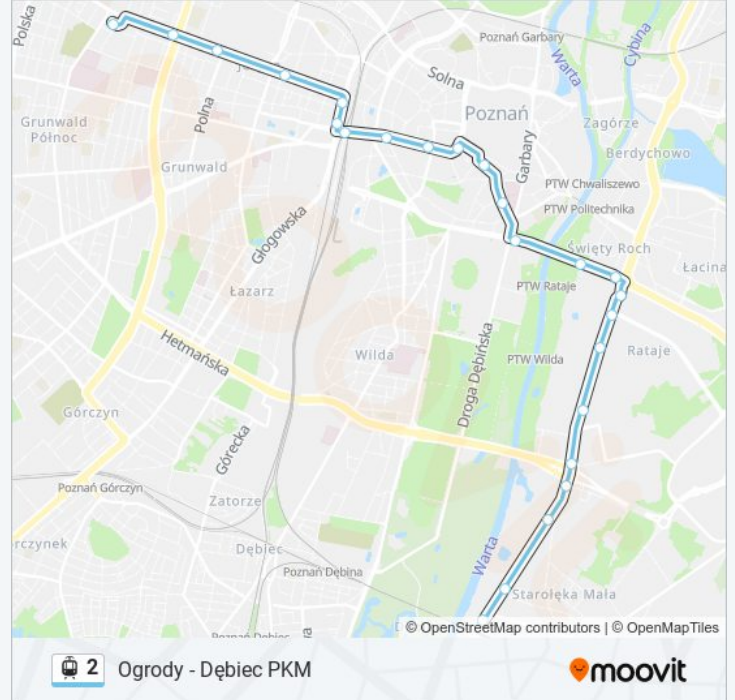 Polska
Poznań Garbary
Cybina
Warta
Solna
Poznań
Polna
Grunwald
Północ
Zagórze
Garbary
Berdychowo
Grunwald
PTW Chwaliszewo
PTW Politechnika
Głogowska
Święty Roch
Łacina
PTW Rataje
Łazarz
Hetmańska
Wilda
PTW Wilda
Rataje
Droga Dębińska
Górczyn
Górecka
Poznań Górczyn
Zatorze
rczynek
Dębiec
Warta
Poznań Dębina
Starołęka Mała
© OpenStreetMap contributors | © OpenMapTiles
2 Ogrody - Dębiec PKM
moovit